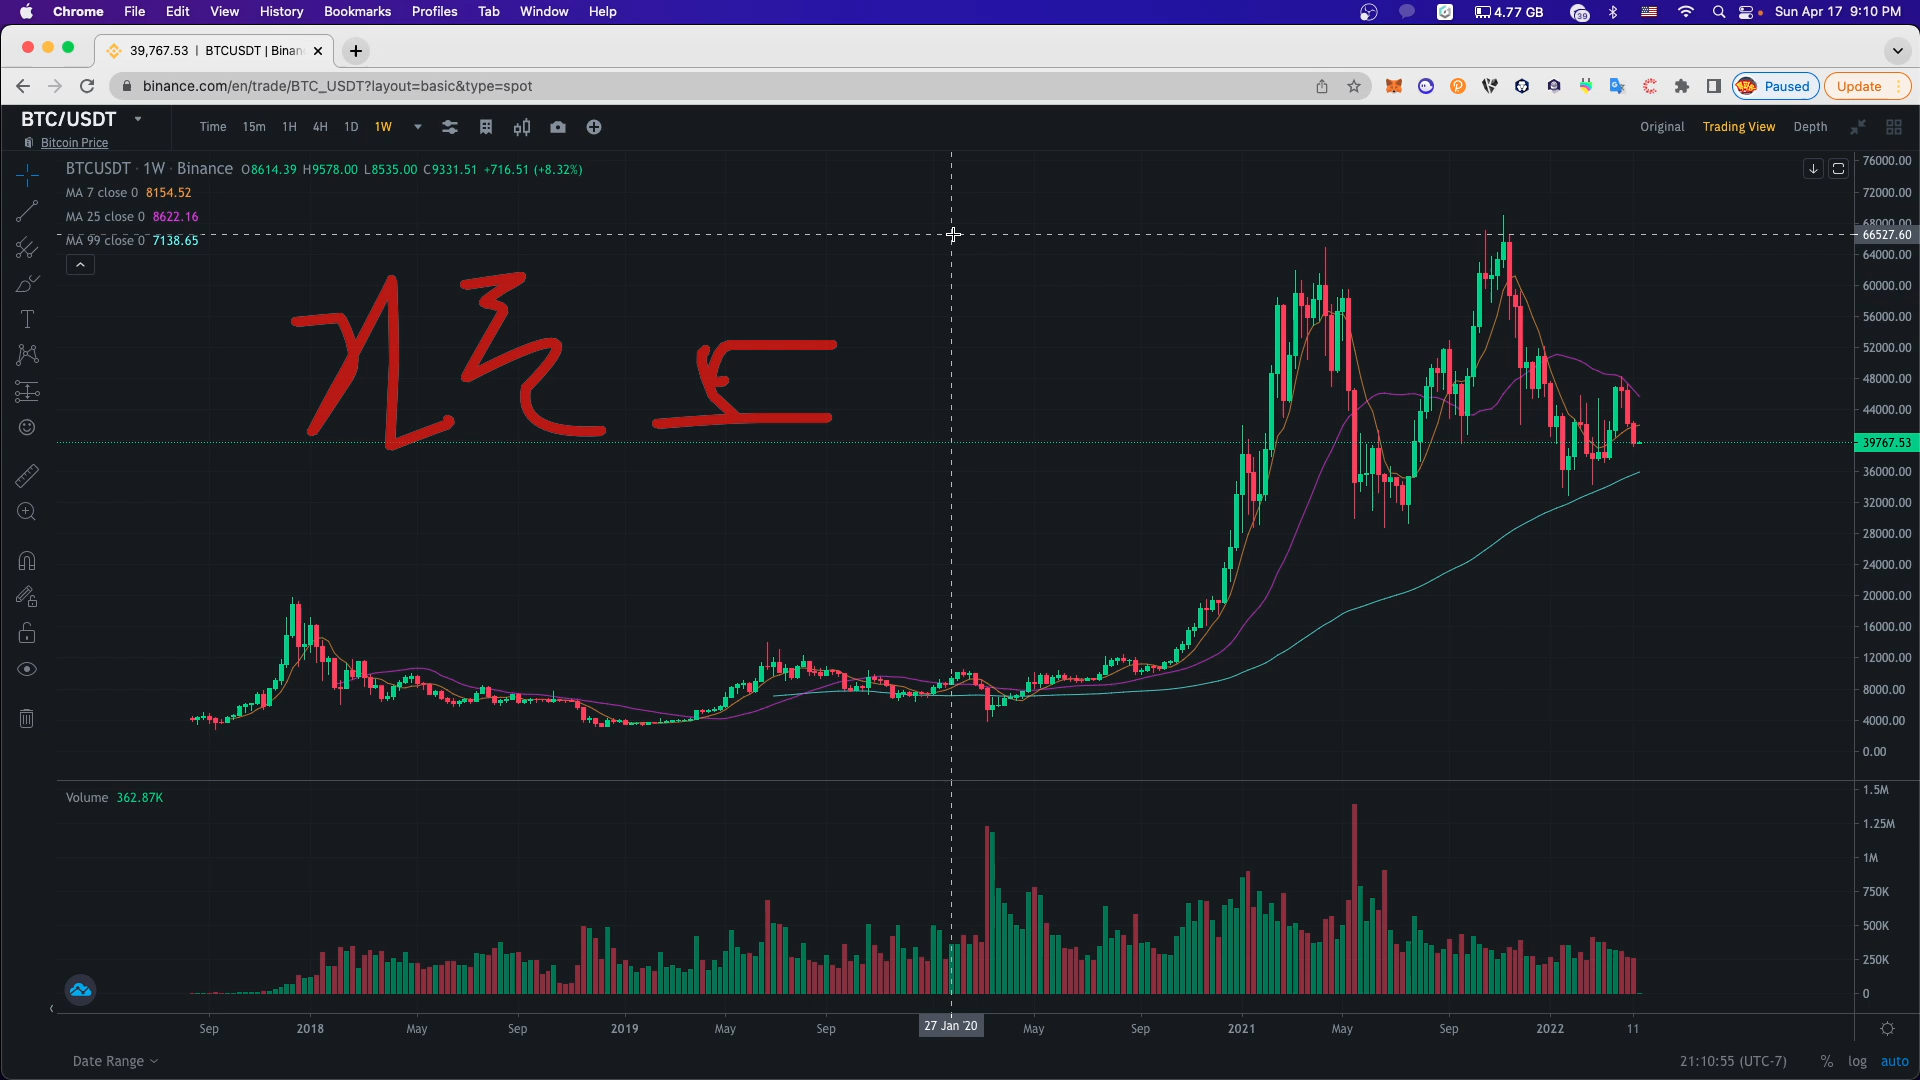 Chrome File Edit View History Bookmarks Profiles Tab Window Help 4.77 GB 39 Sun Apr 17 9:10 PM
39,767.53 | BTCUSDT | Binan
binance.com/en/trade/BTC_USDT?layout=basic&type=spot Paused Update
BTC/USDT
Bitcoin Price
Time 15m 1H 4H 1D 1W Original Trading View Depth
BTCUSDT · 1W · Binance O8614.39 H9578.00 L8535.00 C9331.51 +716.51 (+8.32%)
MA 7 close 0 8154.52
MA 25 close 0 8622.16
MA 99 close 0 7138.65
76000.00
72000.00
68000.00
66527.60
64000.00
60000.00
56000.00
52000.00
48000.00
44000.00
39767.53
36000.00
32000.00
28000.00
24000.00
20000.00
16000.00
12000.00
8000.00
4000.00
0.00
Volume 362.87K
1.5M
1.25M
1M
750K
500K
250K
0
Sep 2018 May Sep 2019 May Sep 27 Jan '20 May Sep 2021 May Sep 2022 11
Date Range 21:10:55 (UTC-7) % log auto